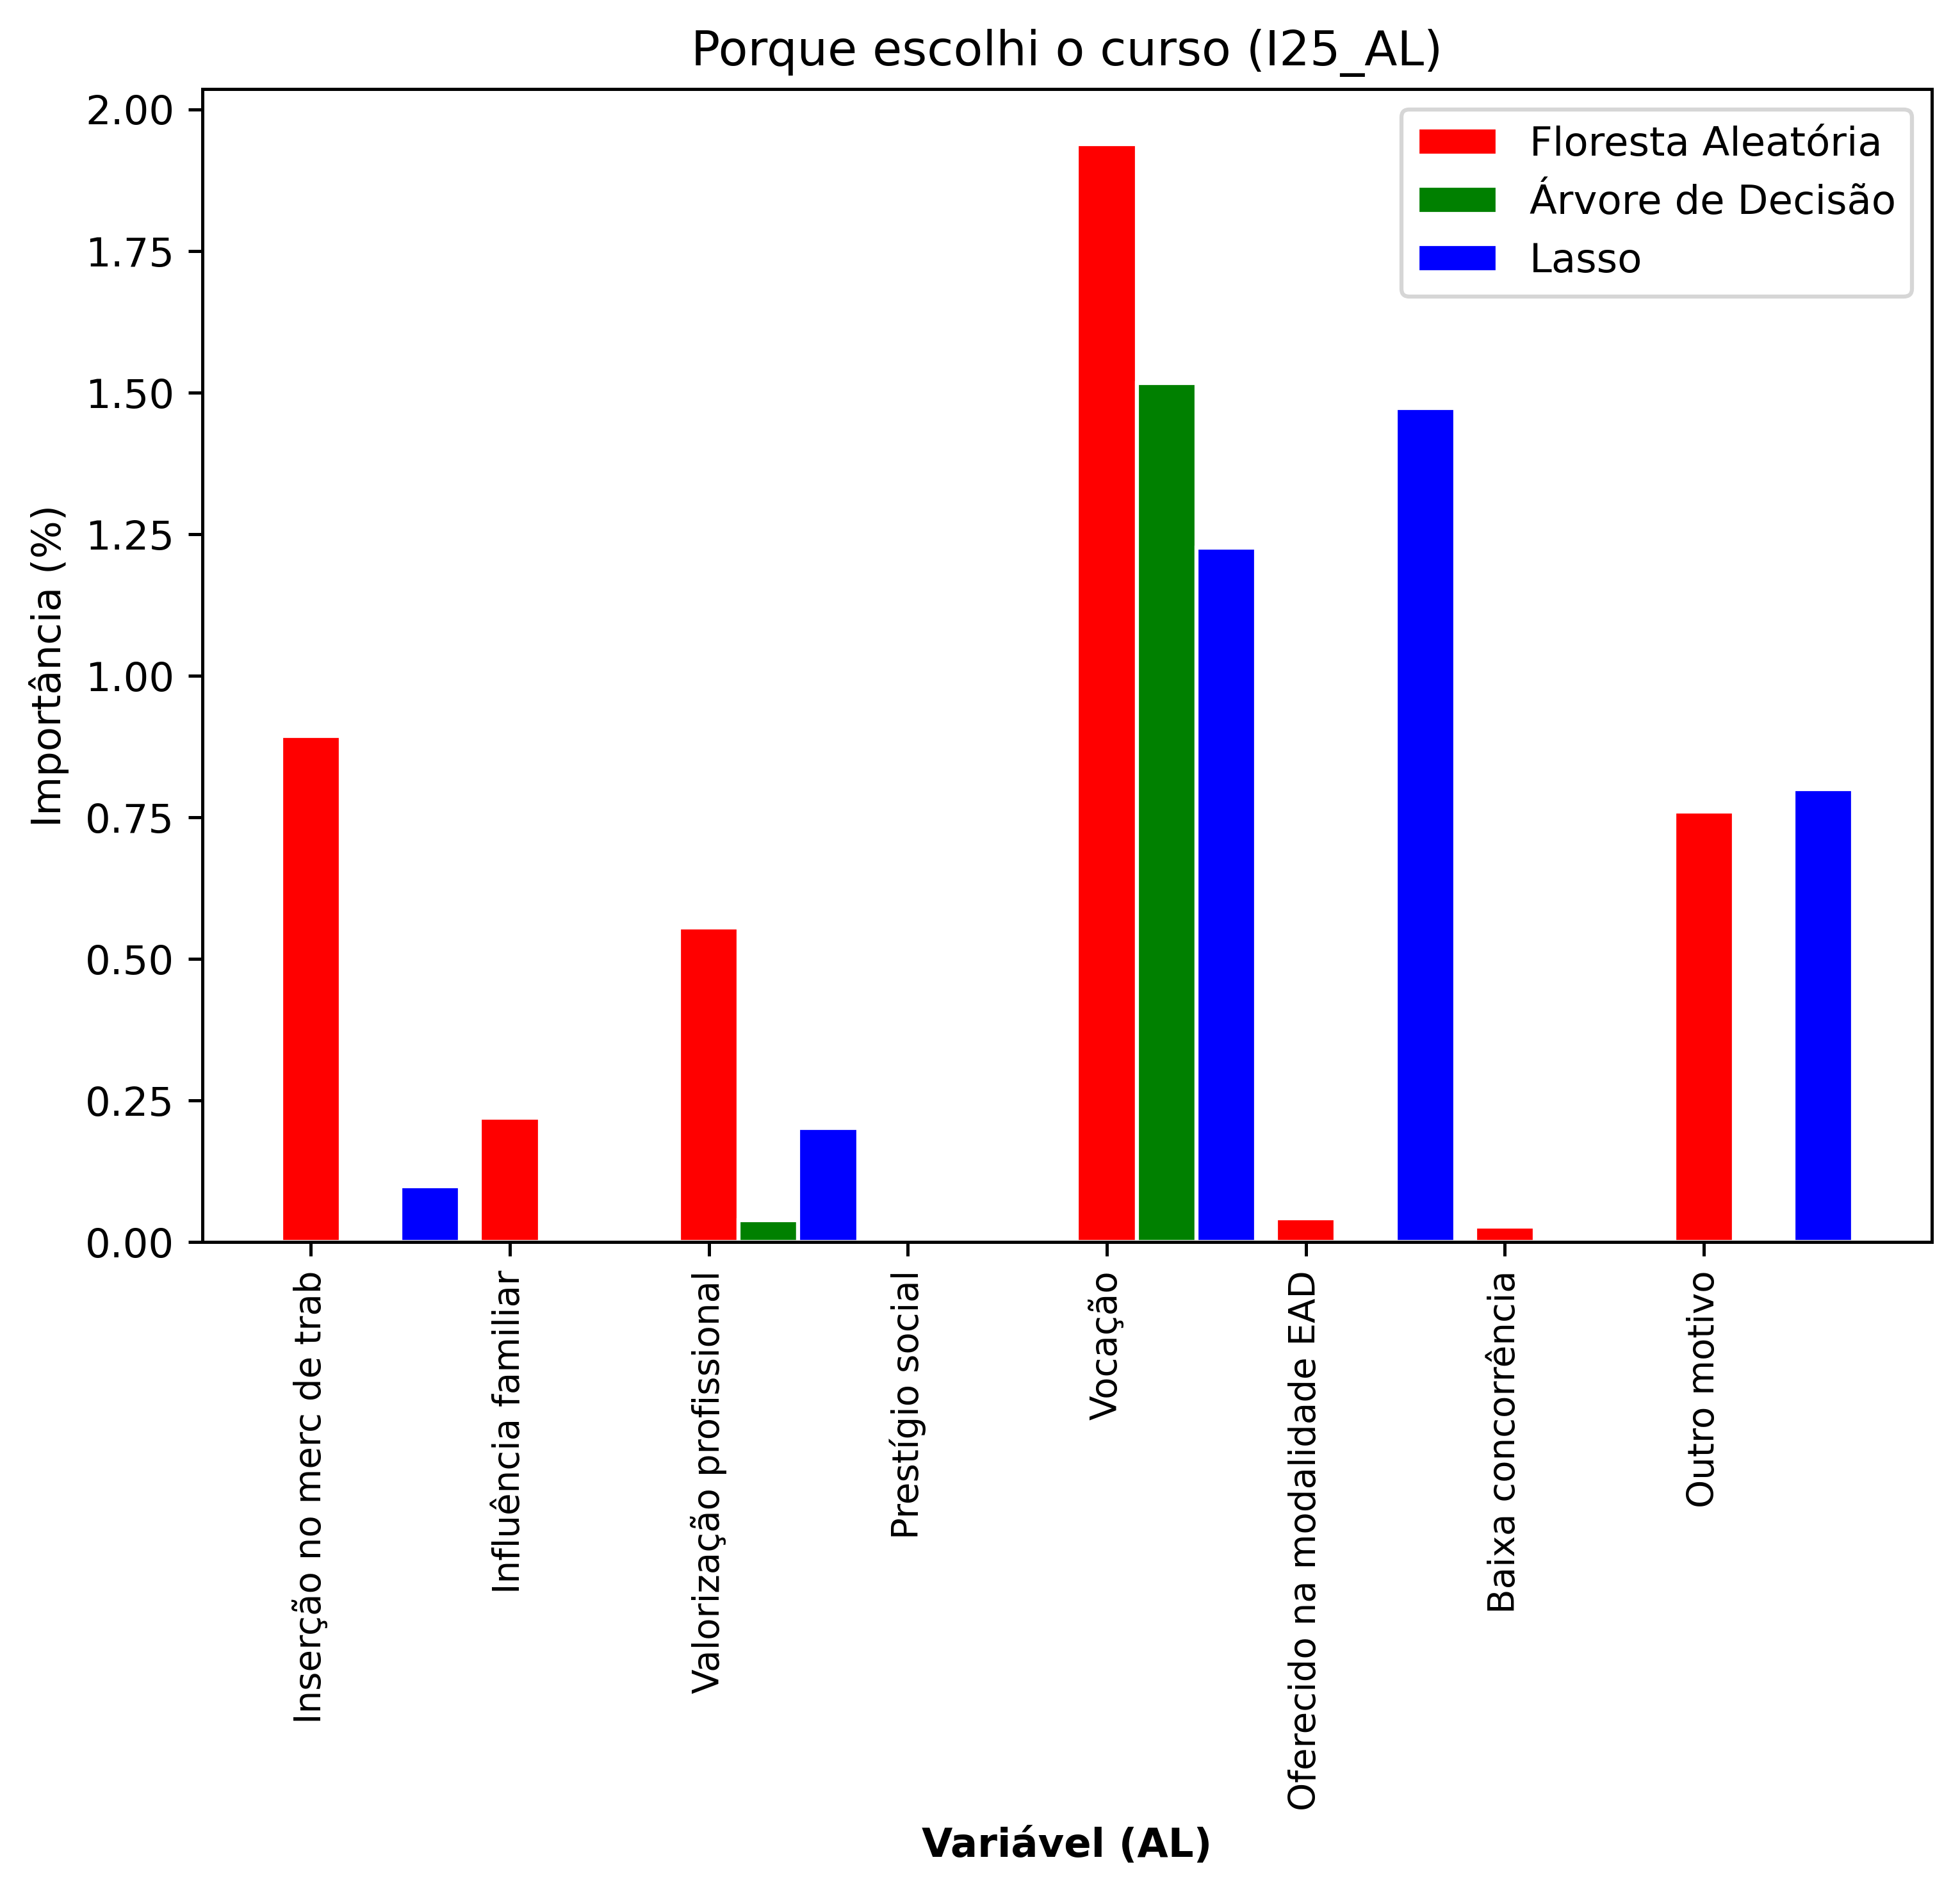 Porque escolhi o curso (I25_AL)
Floresta Aleatória
Árvore de Decisão
Lasso
Importância (%)
2.00
1.75
1.50
1.25
1.00
0.75
0.50
0.25
0.00
Inserção no merc de trab
Influência familiar
Valorização profissional
Prestígio social
Vocação
Oferecido na modalidade EAD
Baixa concorrência
Outro motivo
Variável (AL)